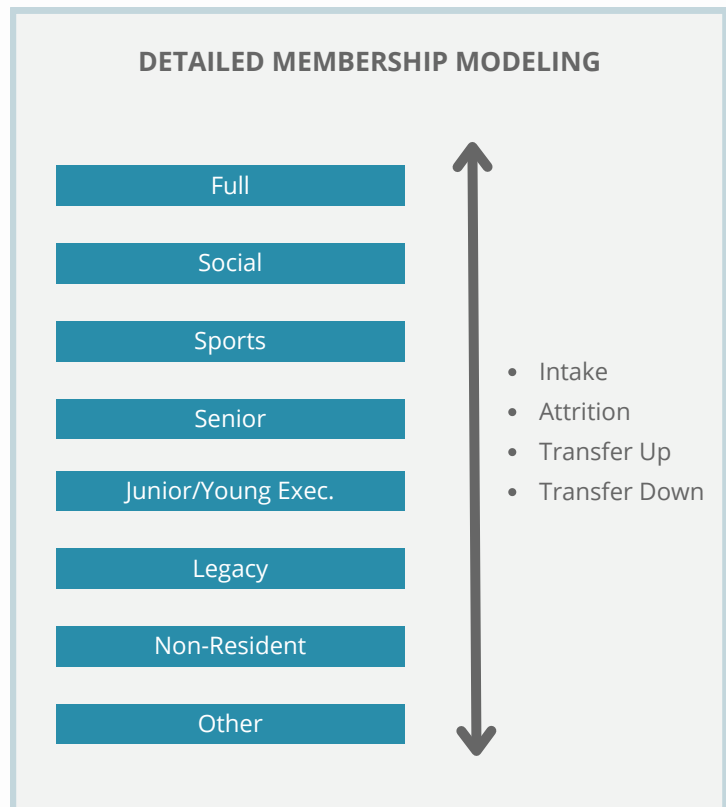 DETAILED MEMBERSHIP MODELING
Full
Social
Sports
Senior
Junior/Young Exec.
Legacy
Non-Resident
Other
• Intake
• Attrition
• Transfer Up
• Transfer Down